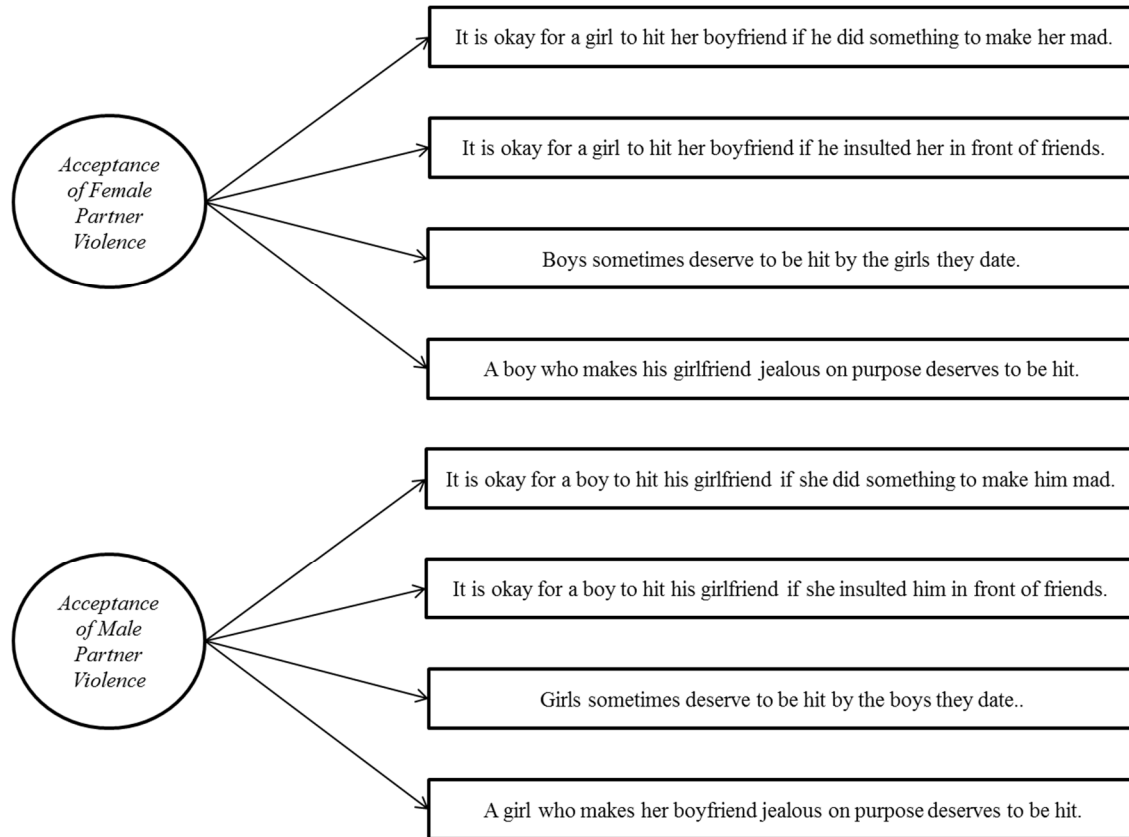 It is okay for a girl to hit her boyfriend if he did something to make her mad.
It is okay for a girl to hit her boyfriend if he insulted her in front of friends.
Acceptance
of Female
Partner
Violence
Boys sometimes deserve to be hit by the girls they date.
A boy who makes his girlfriend jealous on purpose deserves to be hit.
It is okay for a boy to hit his girlfriend if she did something to make him mad.
It is okay for a boy to hit his girlfriend if she insulted him in front of friends.
Acceptance
of Male
Partner
Violence
Girls sometimes deserve to be hit by the boys they date..
A girl who makes her boyfriend jealous on purpose deserves to be hit.